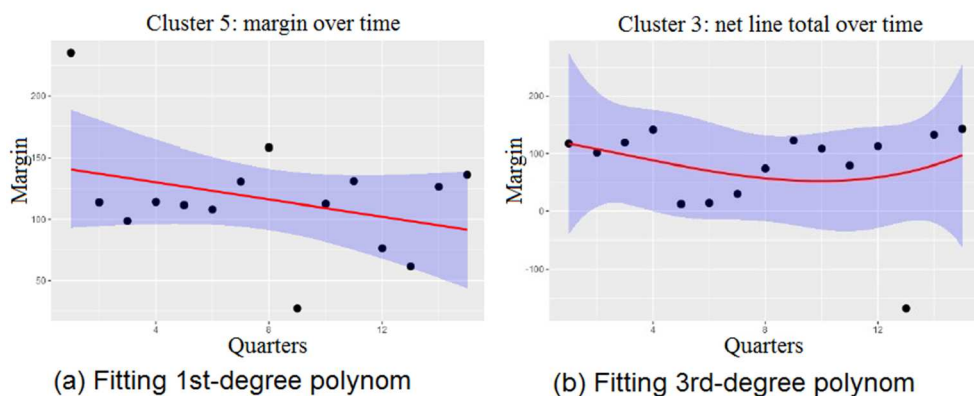 Cluster 5: margin over time
Margin
200
150
100
50
4
8
12
Quarters
(a) Fitting 1st-degree polynom
Cluster 3: net line total over time
Margin
200
100
0
-100
4
8
12
Quarters
(b) Fitting 3rd-degree polynom